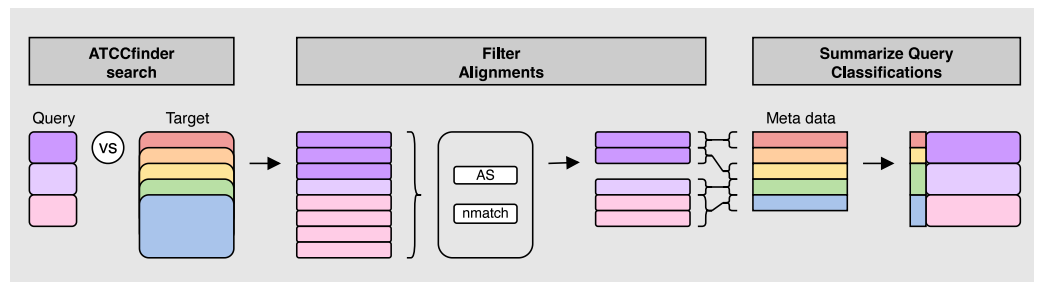 ATCCfinder
search
Filter
Alignments
Summarize Query
Classifications
Query
vs
Target
AS
nmatch
Meta data